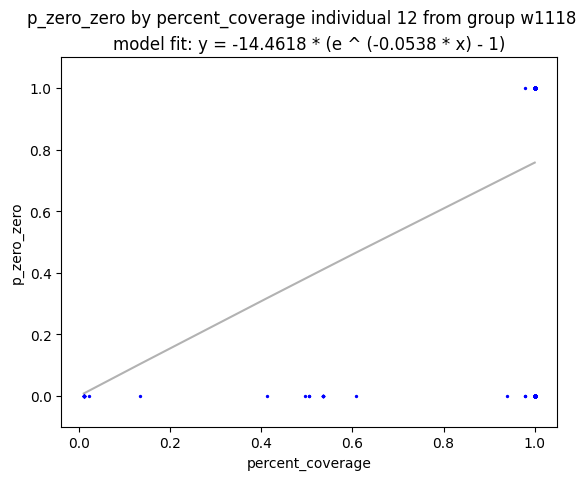 p_zero_zero by percent_coverage individual 12 from group w1118
model fit: y = -14.4618 * (e ^ (-0.0538 * x) - 1)
1.0
0.8
0.6
0.4
0.2
0.0
p_zero_zero
0.0 0.2 0.4 0.6 0.8 1.0
percent_coverage